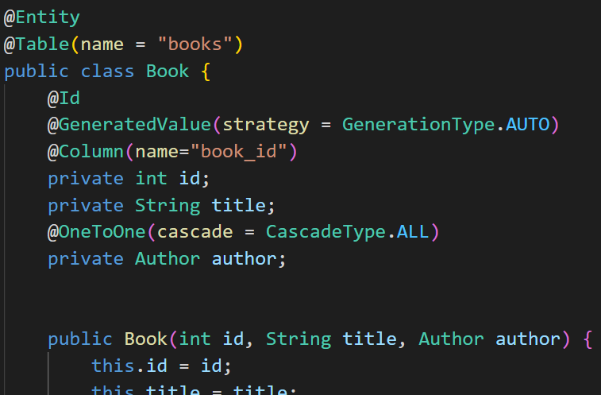 @Entity
@Table(name = "books")
public class Book {
@Id
@GeneratedValue(strategy = GenerationType.AUTO)
@Column(name="book_id")
private int id;
private String title;
@OneToOne(cascade = CascadeType.ALL)
private Author author;
public Book(int id, String title, Author author) {
this.id = id;
this.title = title;